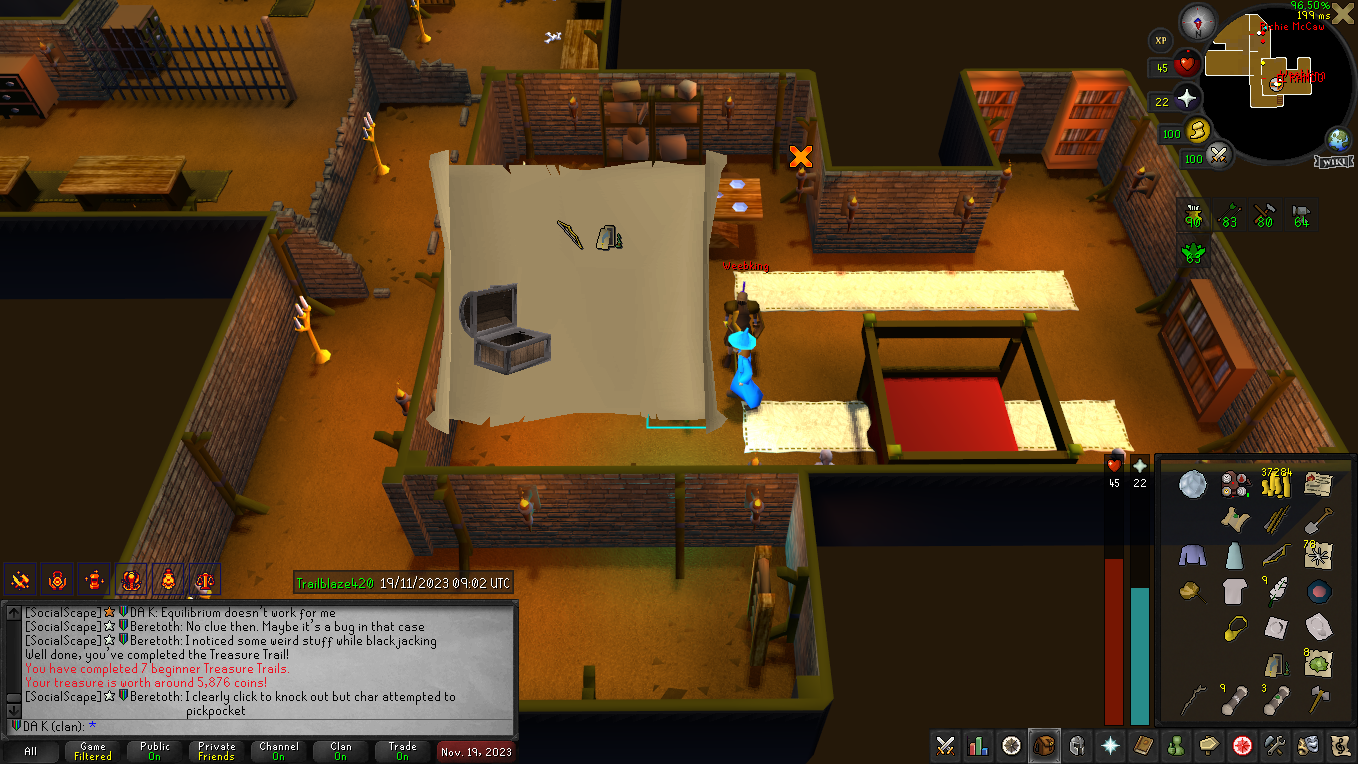 96.50%
199 ms
Richie McCaw
XP
45
22
100
100
WIKI
90
83
80
64
83
Weebking
45
22
37284
78
9
8
9
3
Trailblaze420 19/11/2023 09:02 UTC
[SocialScape] DA K: Equilibrium doesn't work for me
[SocialScape] Beretoth: No clue then. Maybe it's a bug in that case
[SocialScape] Beretoth: I noticed some weird stuff while blackjacking
Well done, you've completed the Treasure Trail!
You have completed 7 beginner Treasure Trails.
Your treasure is worth around 5,876 coins!
[SocialScape] Beretoth: I clearly click to knock out but char attempted to
pickpocket
DA K (clan): *
All
Game
Filtered
Public
On
Private
Friends
Channel
On
Clan
On
Trade
On
Nov. 19, 2023